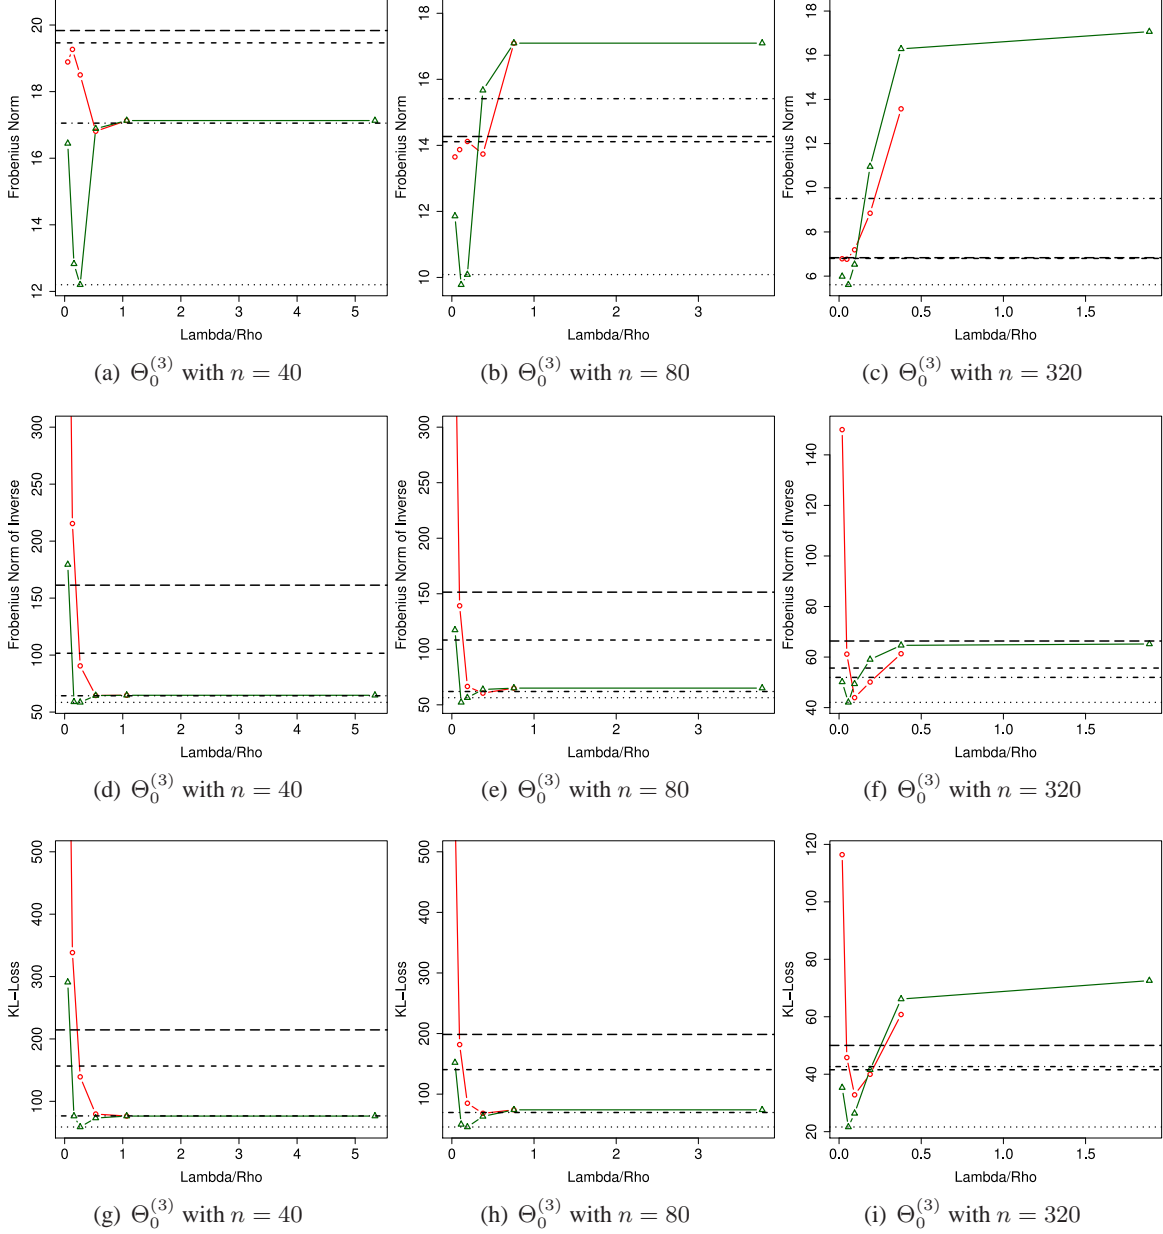 Frobenius Norm
12 14 16 18 20
0 1 2 3 4 5
Lambda/Rho
(a) Θ₀⁽³⁾ with n = 40
Frobenius Norm
10 12 14 16 18
0 1 2 3
Lambda/Rho
(b) Θ₀⁽³⁾ with n = 80
Frobenius Norm
6 8 10 12 14 16 18
0.0 0.5 1.0 1.5
Lambda/Rho
(c) Θ₀⁽³⁾ with n = 320
Frobenius Norm of Inverse
50 100 150 200 250 300
0 1 2 3 4 5
Lambda/Rho
(d) Θ₀⁽³⁾ with n = 40
Frobenius Norm of Inverse
50 100 150 200 250 300
0 1 2 3
Lambda/Rho
(e) Θ₀⁽³⁾ with n = 80
Frobenius Norm of Inverse
40 60 80 100 120 140
0.0 0.5 1.0 1.5
Lambda/Rho
(f) Θ₀⁽³⁾ with n = 320
KL−Loss
100 200 300 400 500
0 1 2 3 4 5
Lambda/Rho
(g) Θ₀⁽³⁾ with n = 40
KL−Loss
100 200 300 400 500
0 1 2 3
Lambda/Rho
(h) Θ₀⁽³⁾ with n = 80
KL−Loss
20 40 60 80 100 120
0.0 0.5 1.0 1.5
Lambda/Rho
(i) Θ₀⁽³⁾ with n = 320